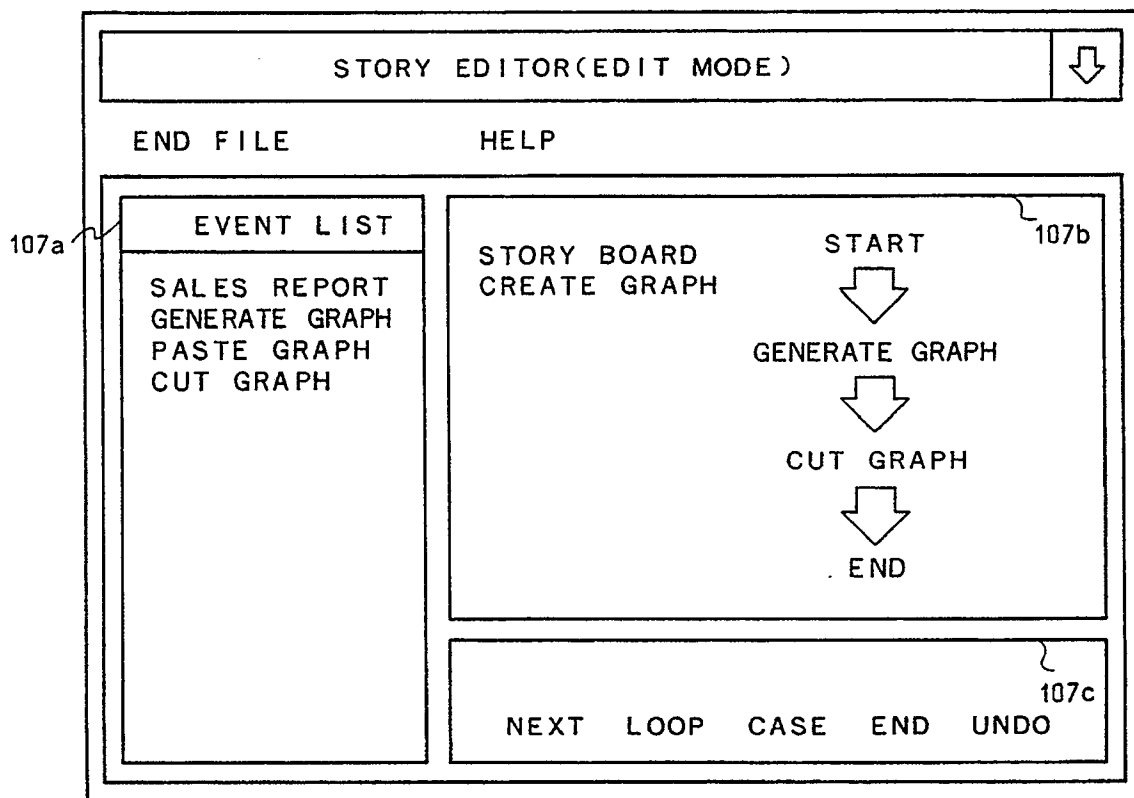 STORY EDITOR(EDIT MODE)
END FILE HELP
107a
EVENT LIST
SALES REPORT
GENERATE GRAPH
PASTE GRAPH
CUT GRAPH
107b
STORY BOARD
CREATE GRAPH
START
GENERATE GRAPH
CUT GRAPH
END
107c
NEXT LOOP CASE END UNDO